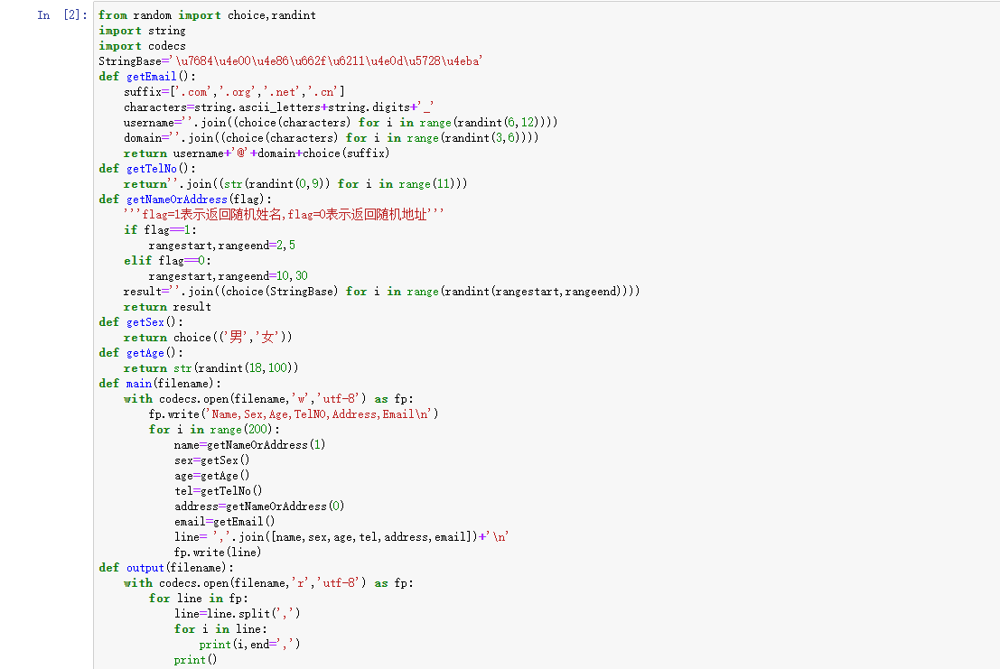 In [2]: from random import choice,randint
import string
import codecs
StringBase='\u7684\u4e00\u4e86\u662f\u6211\u4e0d\u5728\u4eba'
def getEmail():
    suffix=['.com','.org','.net','.cn']
    characters=string.ascii_letters+string.digits+'_'
    username=''.join((choice(characters) for i in range(randint(6,12))))
    domain=''.join((choice(characters) for i in range(randint(3,6))))
    return username+'@'+domain+choice(suffix)
def getTelNo():
    return''.join((str(randint(0,9)) for i in range(11)))
def getNameOrAddress(flag):
    '''flag=1表示返回随机姓名,flag=0表示返回随机地址'''
    if flag==1:
        rangestart,rangeend=2,5
    elif flag==0:
        rangestart,rangeend=10,30
    result=''.join((choice(StringBase) for i in range(randint(rangestart,rangeend))))
    return result
def getSex():
    return choice(('男','女'))
def getAge():
    return str(randint(18,100))
def main(filename):
    with codecs.open(filename,'w','utf-8') as fp:
        fp.write('Name,Sex,Age,TelNO,Address,Email\n')
        for i in range(200):
            name=getNameOrAddress(1)
            sex=getSex()
            age=getAge()
            tel=getTelNo()
            address=getNameOrAddress(0)
            email=getEmail()
            line= ','.join([name,sex,age,tel,address,email])+'\n'
            fp.write(line)
def output(filename):
    with codecs.open(filename,'r','utf-8') as fp:
        for line in fp:
            line=line.split(',')
            for i in line:
                print(i,end=',')
            print()